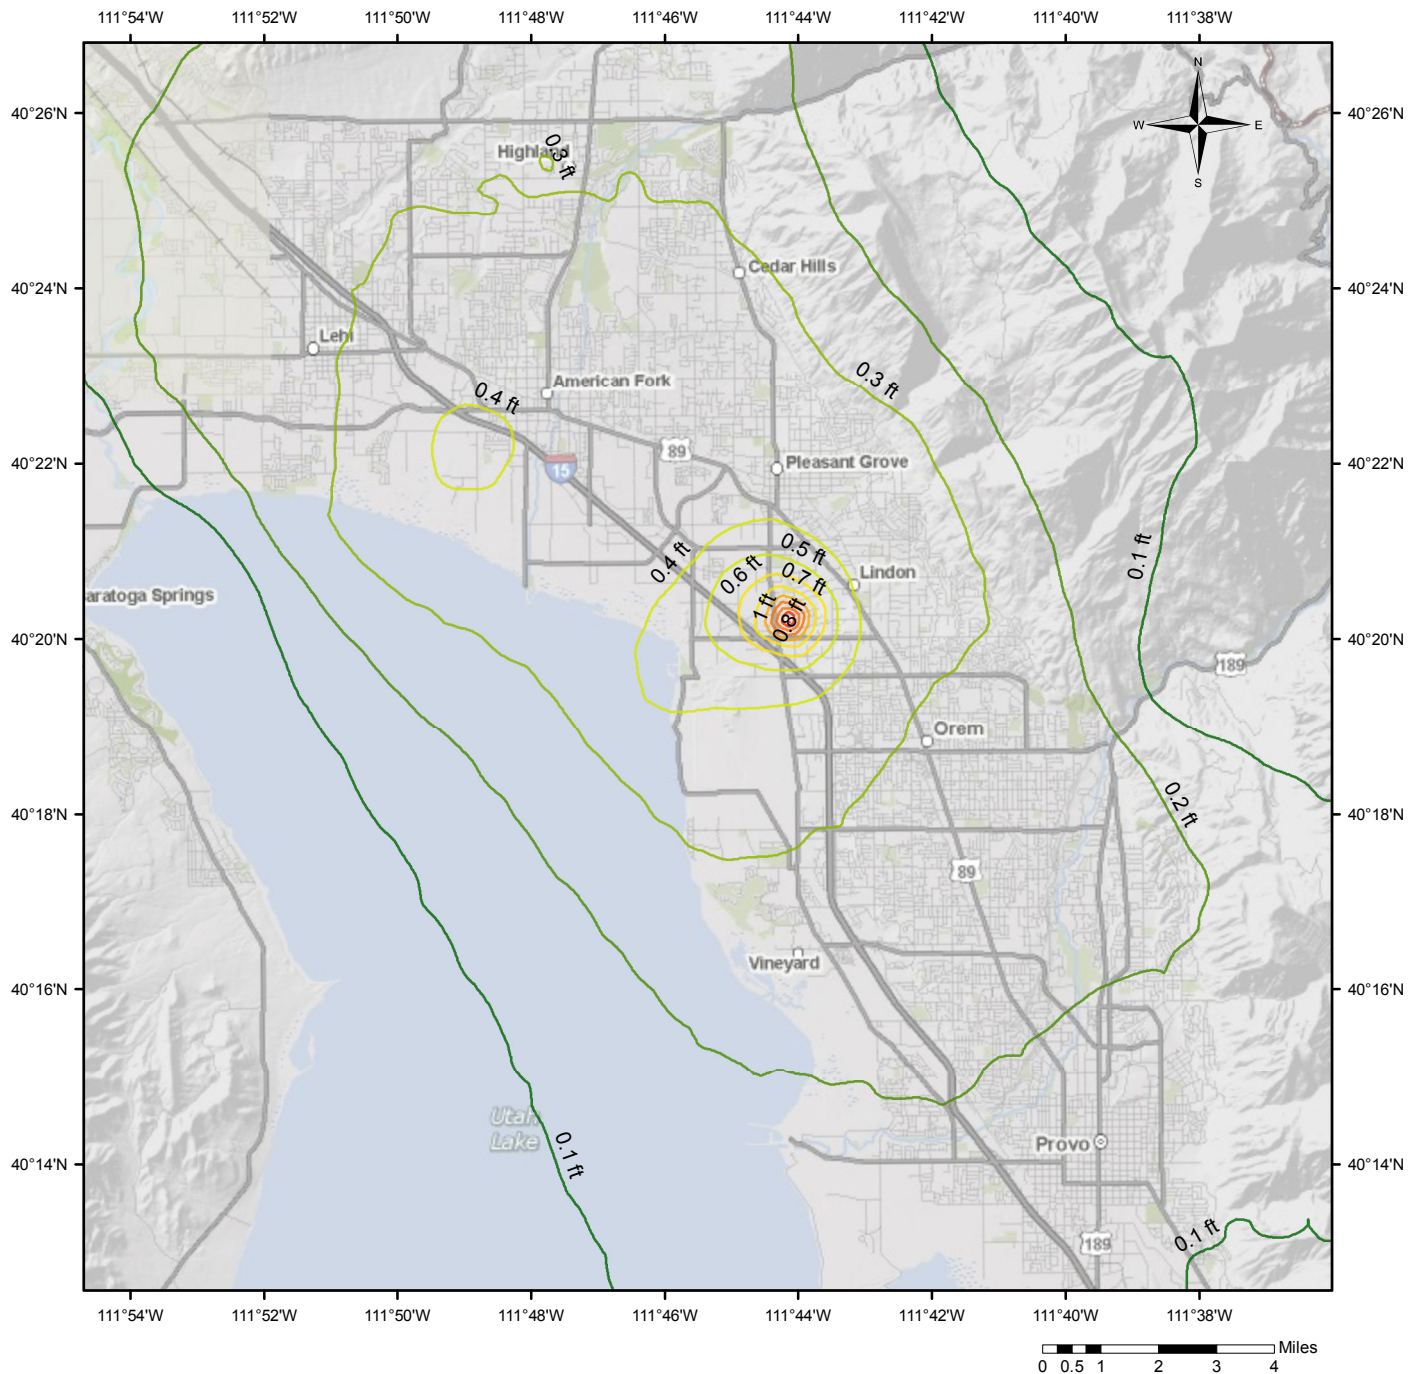 111°54'W 111°52'W 111°50'W 111°48'W 111°46'W 111°44'W 111°42'W 111°40'W 111°38'W
N
W E
S
40°26'N 40°26'N
Highland
0.3 ft
Cedar Hills
40°24'N 40°24'N
Lehi
American Fork
0.3 ft
0.4 ft
89
Pleasant Grove
40°22'N 40°22'N
15
0.5 ft
0.4 ft
0.1 ft
0.6 ft
0.7 ft
Lindon
aratoga Springs
1 ft
0.8 ft
40°20'N 40°20'N
189
Orem
0.2 ft
40°18'N 40°18'N
89
Vineyard
40°16'N 40°16'N
Utah
Lake
0.1 ft
Provo
40°14'N 40°14'N
0.1 ft
189
111°54'W 111°52'W 111°50'W 111°48'W 111°46'W 111°44'W 111°42'W 111°40'W 111°38'W
Miles
0 0.5 1 2 3 4